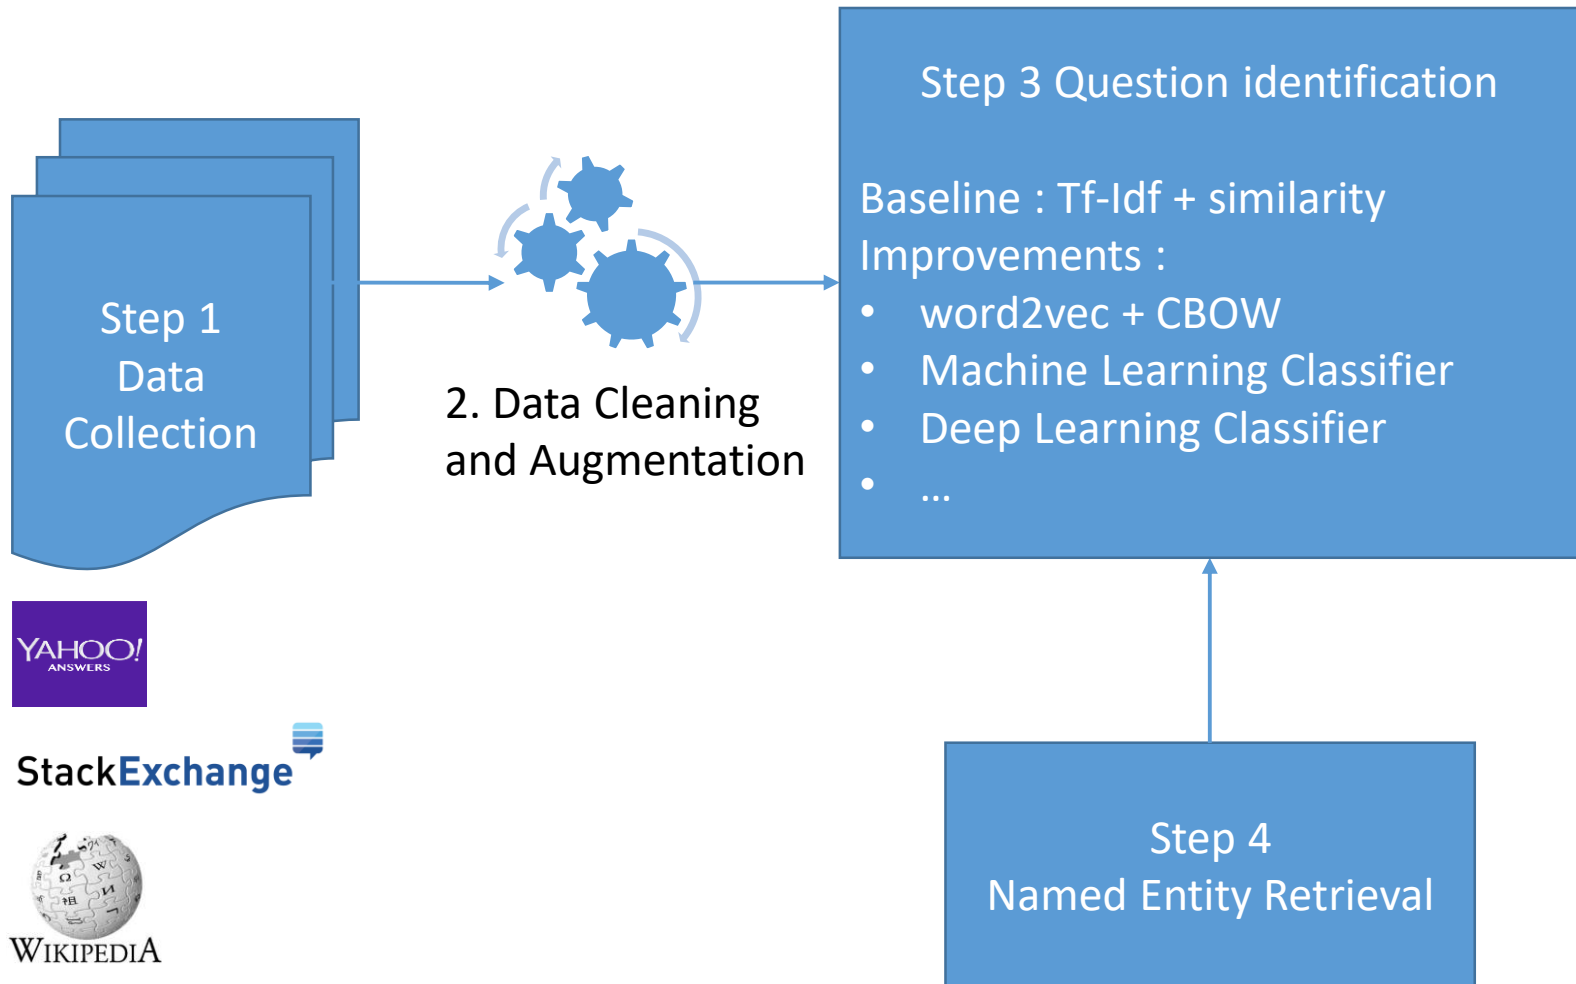 Step 1
Data
Collection
YAHOO!
ANSWERS
StackExchange
WIKIPEDIA
2. Data Cleaning
and Augmentation
Step 3 Question identification
Baseline : Tf-Idf + similarity
Improvements :
• word2vec + CBOW
• Machine Learning Classifier
• Deep Learning Classifier
• ...
Step 4
Named Entity Retrieval